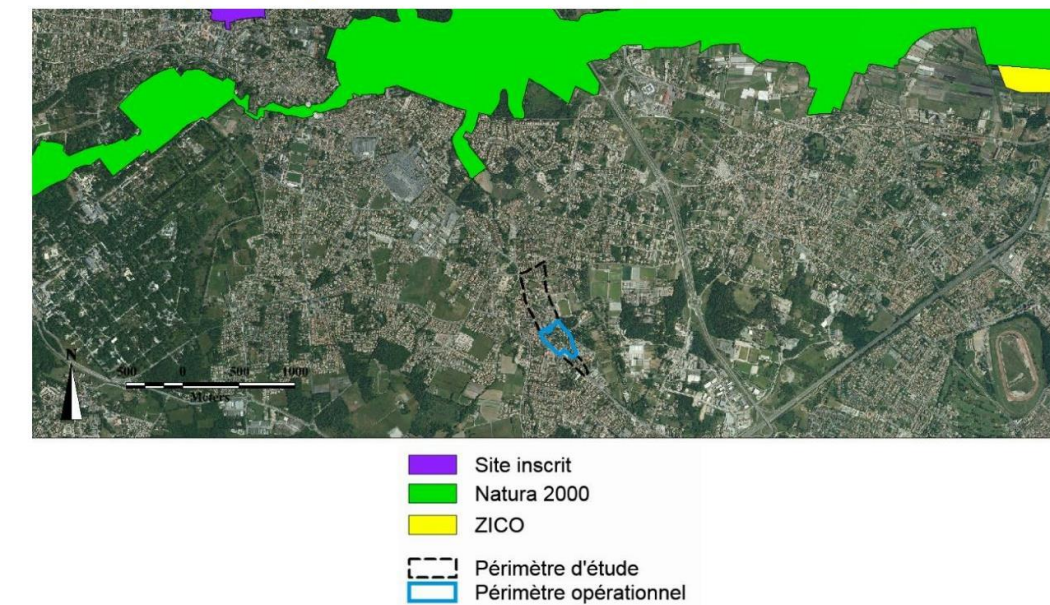 N
500 0 500 1000
Meters
Site inscrit
Natura 2000
ZICO
Périmètre d'étude
Périmètre opérationnel